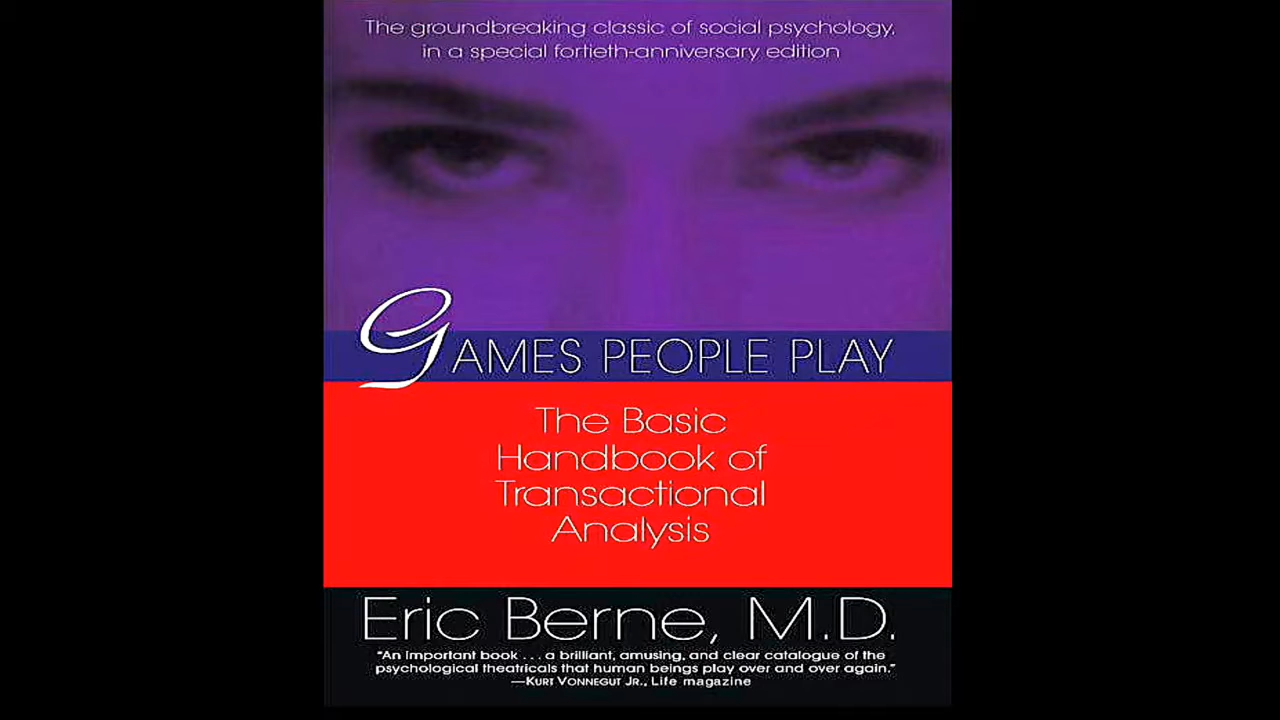 The groundbreaking classic of social psychology,
in a special fortieth-anniversary edition
GAMES PEOPLE PLAY
The Basic
Handbook of
Transactional
Analysis
Eric Berne, M.D.
"An important book . . . a brilliant, amusing, and clear catalogue of the
psychological theatricals that human beings play over and over again."
—KURT VONNEGUT JR., Life magazine